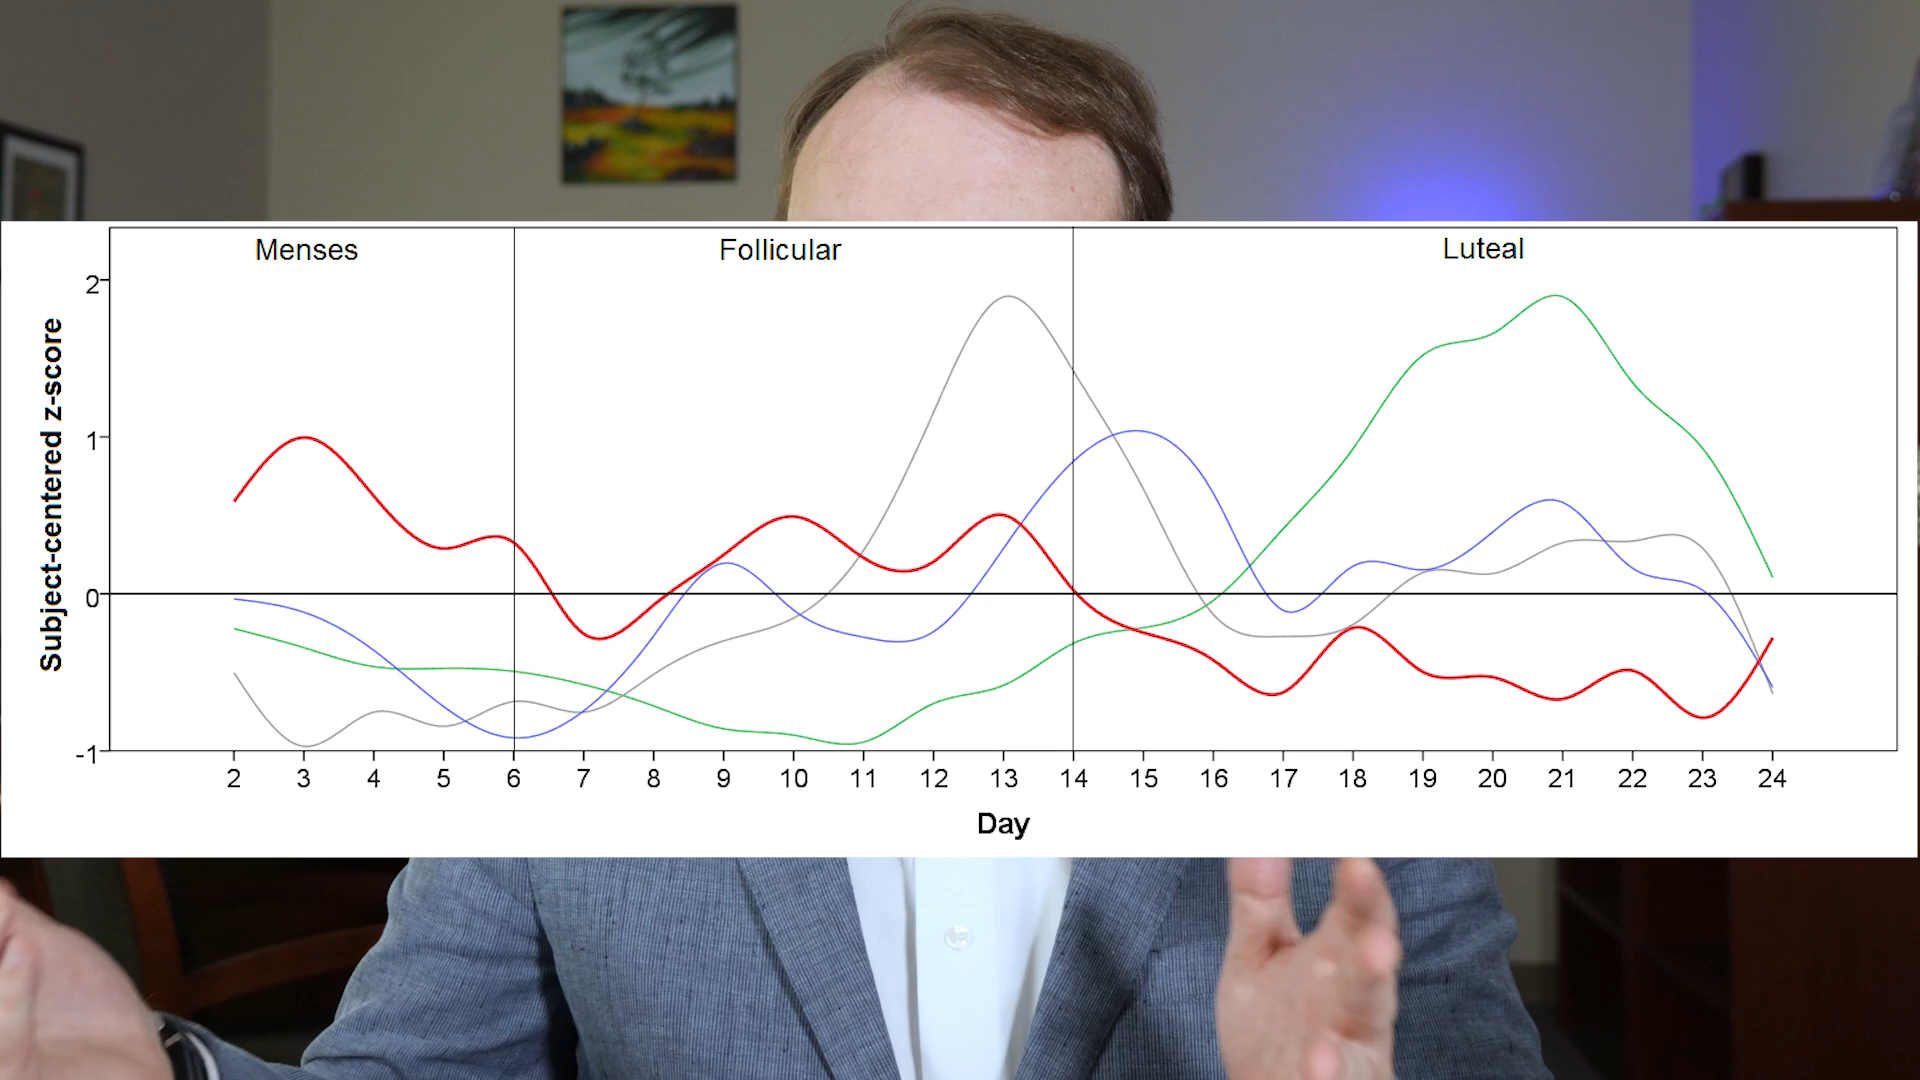 Menses Follicular Luteal
2
1
0
-1
Subject-centered z-score
2 3 4 5 6 7 8 9 10 11 12 13 14 15 16 17 18 19 20 21 22 23 24
Day